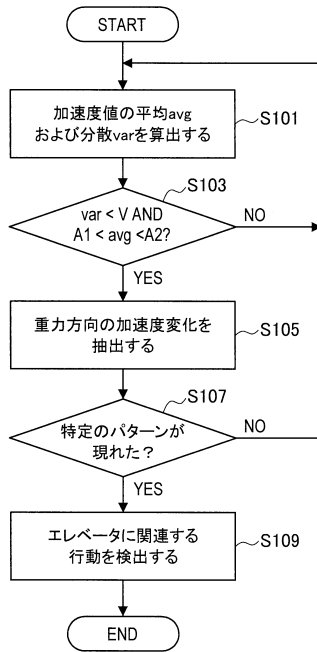 START
加速度値の平均avg
および分散varを算出する
S101
S103
var < V AND
A1 < avg <A2?
NO
YES
重力方向の加速度変化を
抽出する
S105
S107
特定のパターンが
現れた？
NO
YES
エレベータに関連する
行動を検出する
S109
END